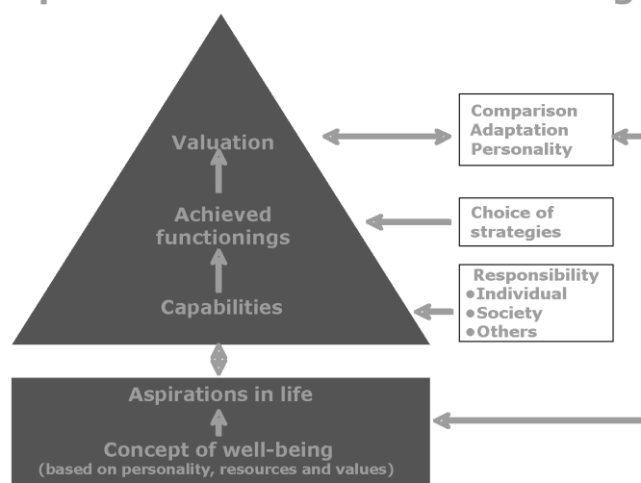 Valuation
Achieved
functionings
Capabilities
Comparison
Adaptation
Personality
Choice of
strategies
Responsibility
●Individual
●Society
●Others
Aspirations in life
Concept of well-being
(based on personality, resources and values)